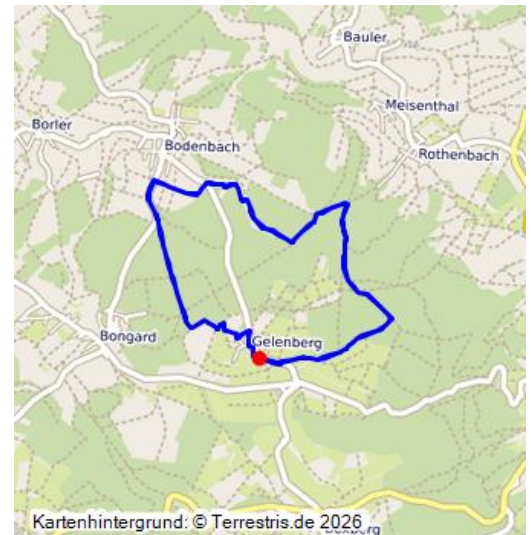 Bauler
Meisenthal
Borler
Bodenbach
Rothenbach
Bongard
Gelenberg
Kartenhintergrund: © Terrestris.de 2026